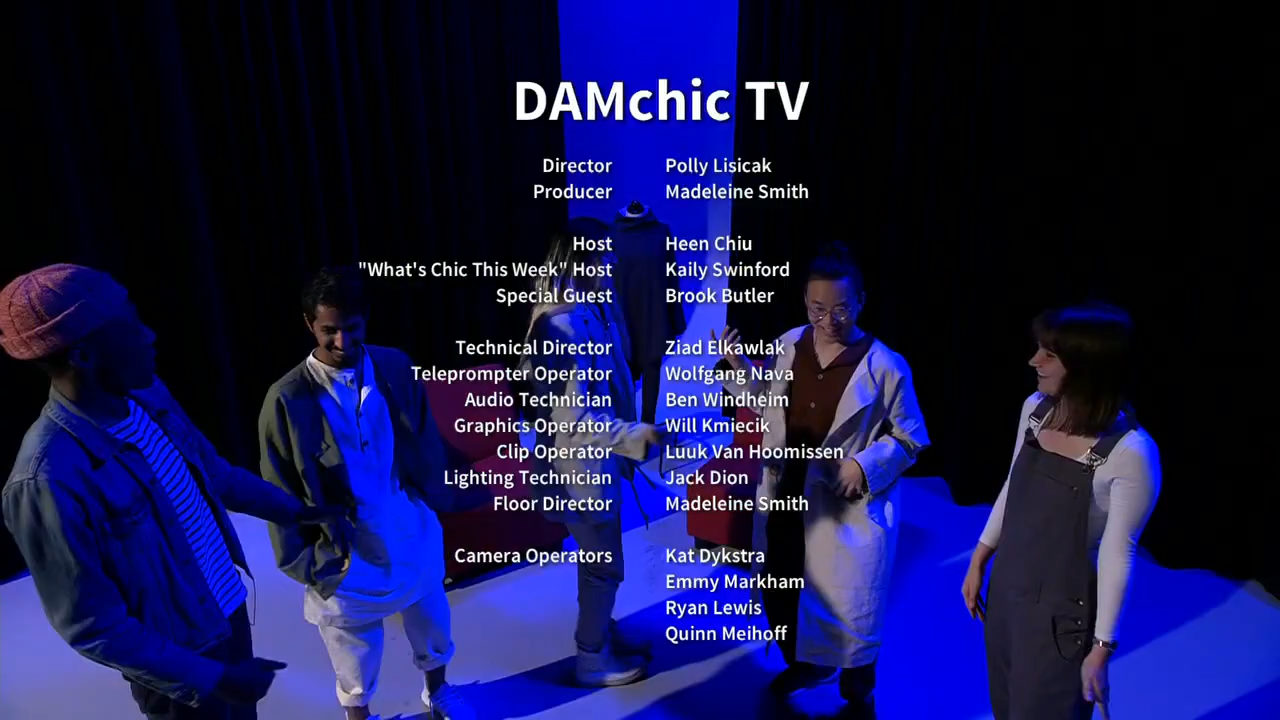 DAMchic TV
Director Polly Lisicak
Producer Madeleine Smith
Host Heen Chiu
"What's Chic This Week" Host Kaily Swinford
Special Guest Brook Butler
Technical Director Ziad Elkawlak
Teleprompter Operator Wolfgang Nava
Audio Technician Ben Windheim
Graphics Operator Will Kmiecik
Clip Operator Luuk Van Hoomissen
Lighting Technician Jack Dion
Floor Director Madeleine Smith
Camera Operators Kat Dykstra
Emmy Markham
Ryan Lewis
Quinn Meihoff